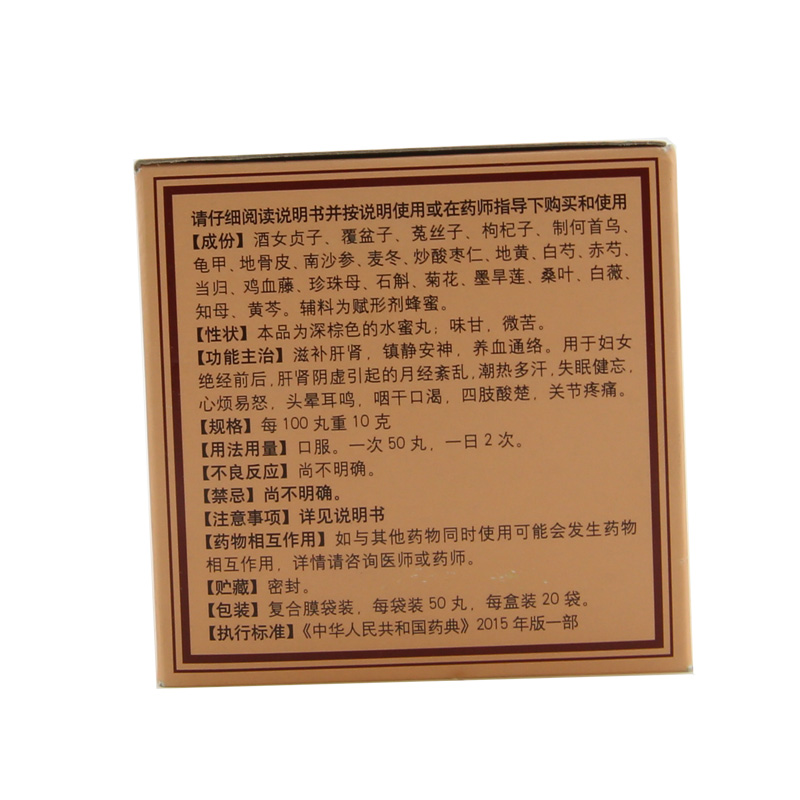 请仔细阅读说明书并按说明使用或在药师指导下购买和使用
【成份】酒女贞子、覆盆子、菟丝子、枸杞子、制何首乌、
龟甲、地骨皮、南沙参、麦冬、炒酸枣仁、地黄、白芍、赤芍、
当归、鸡血藤、珍珠母、石斛、菊花、墨旱莲、桑叶、白薇、
知母、黄芩。辅料为赋形剂蜂蜜。
【性状】本品为深棕色的水蜜丸；味甘，微苦。
【功能主治】滋补肝肾，镇静安神，养血通络。用于妇女
绝经前后,肝肾阴虚引起的月经紊乱,潮热多汗,失眠健忘,
心烦易怒，头晕耳鸣，咽干口渴，四肢酸楚，关节疼痛。
【规格】每100丸重10克
【用法用量】口服。一次50丸，一日2次。
【不良反应】尚不明确。
【禁忌】尚不明确。
【注意事项】详见说明书
【药物相互作用】如与其他药物同时使用可能会发生药物
相互作用，详情请咨询医师或药师。
【贮藏】密封。
【包装】复合膜袋装，每袋装50丸，每盒装20袋。
【执行标准】《中华人民共和国药典》2015年版一部